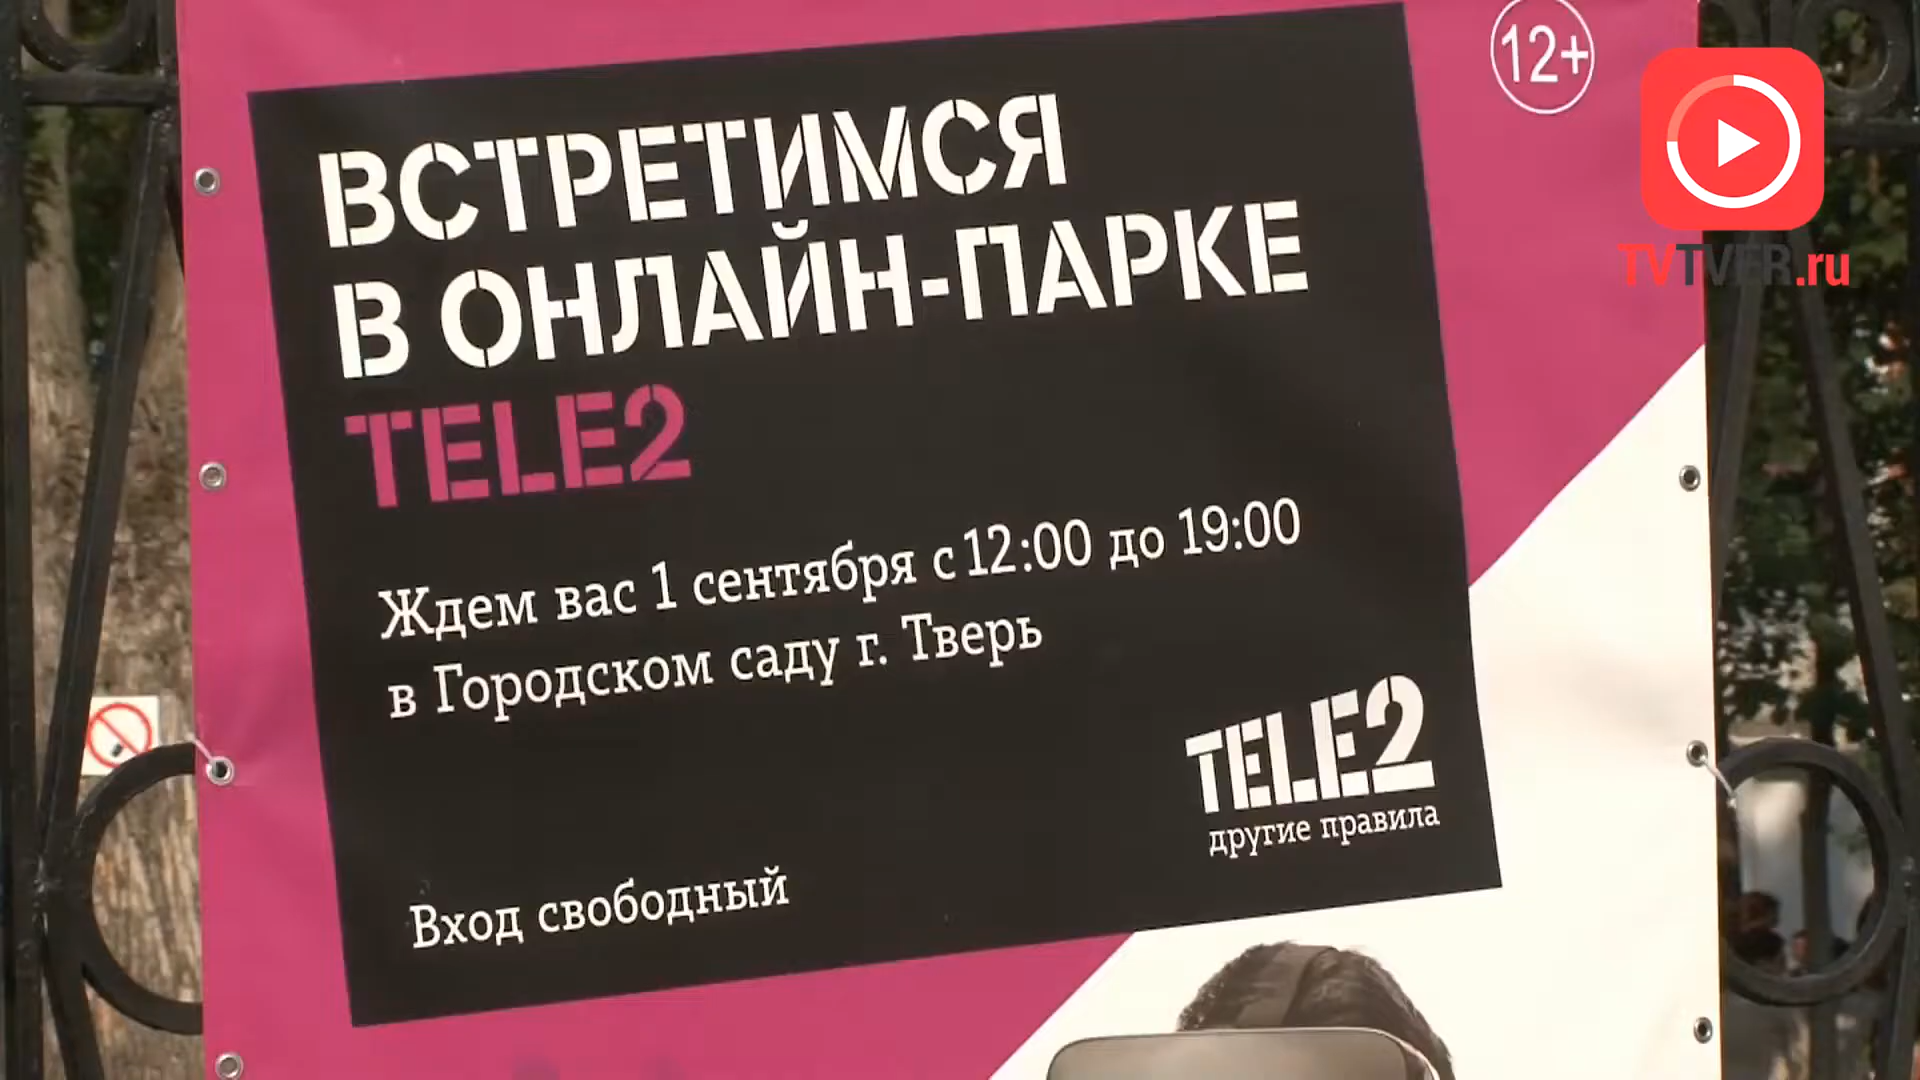 12+
TVTVER.ru
ВСТРЕТИМСЯ
В ОНЛАЙН-ПАРКЕ
TELE2
Ждем вас 1 сентября с 12:00 до 19:00
в Городском саду г. Тверь
TELE2
другие правила
Вход свободный